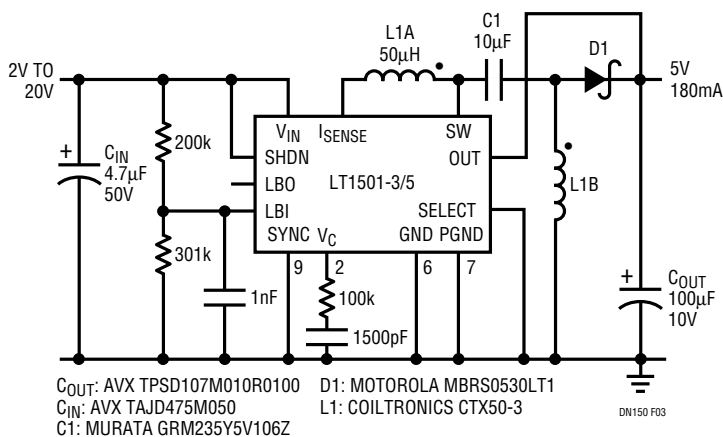 C1
10µF
L1A
50µH
D1
2V TO
20V
5V
180mA
VIN
ISENSE
SW
+
CIN
4.7µF
50V
200k
SHDN
OUT
LBO
LT1501-3/5
L1B
LBI
SELECT
SYNC
VC
GND
PGND
301k
9
2
6
7
+
COUT
100µF
10V
1nF
100k
1500pF
COUT: AVX TPSD107M010R0100
D1: MOTOROLA MBRS0530LT1
CIN: AVX TAJD475M050
L1: COILTRONICS CTX50-3
C1: MURATA GRM235Y5V106Z
DN150 F03